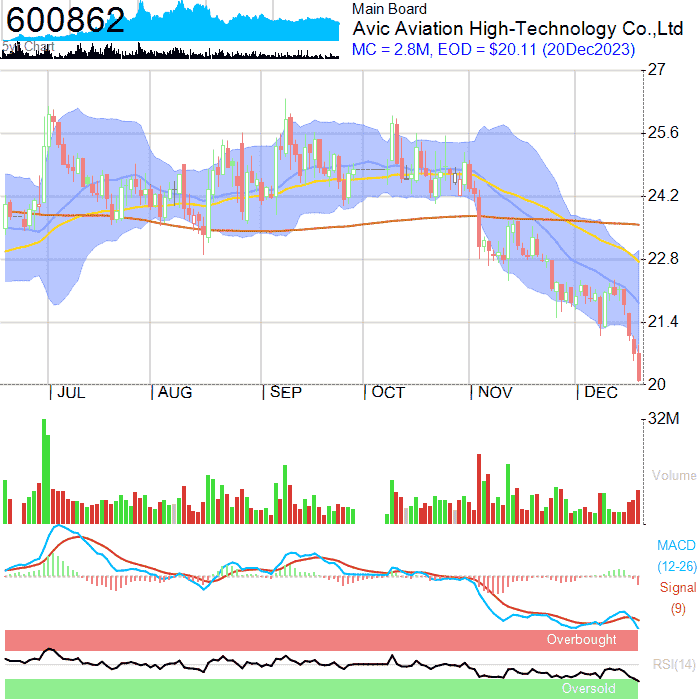 600862
5yr Chart
Main Board
Avic Aviation High-Technology Co.,Ltd
MC = 2.8M, EOD = $20.11 (20Dec2023)
27
25.6
24.2
22.8
21.4
20
JUL AUG SEP OCT NOV DEC
32M
Volume
MACD
(12-26)
Signal
(9)
Overbought
RSI(14)
Oversold